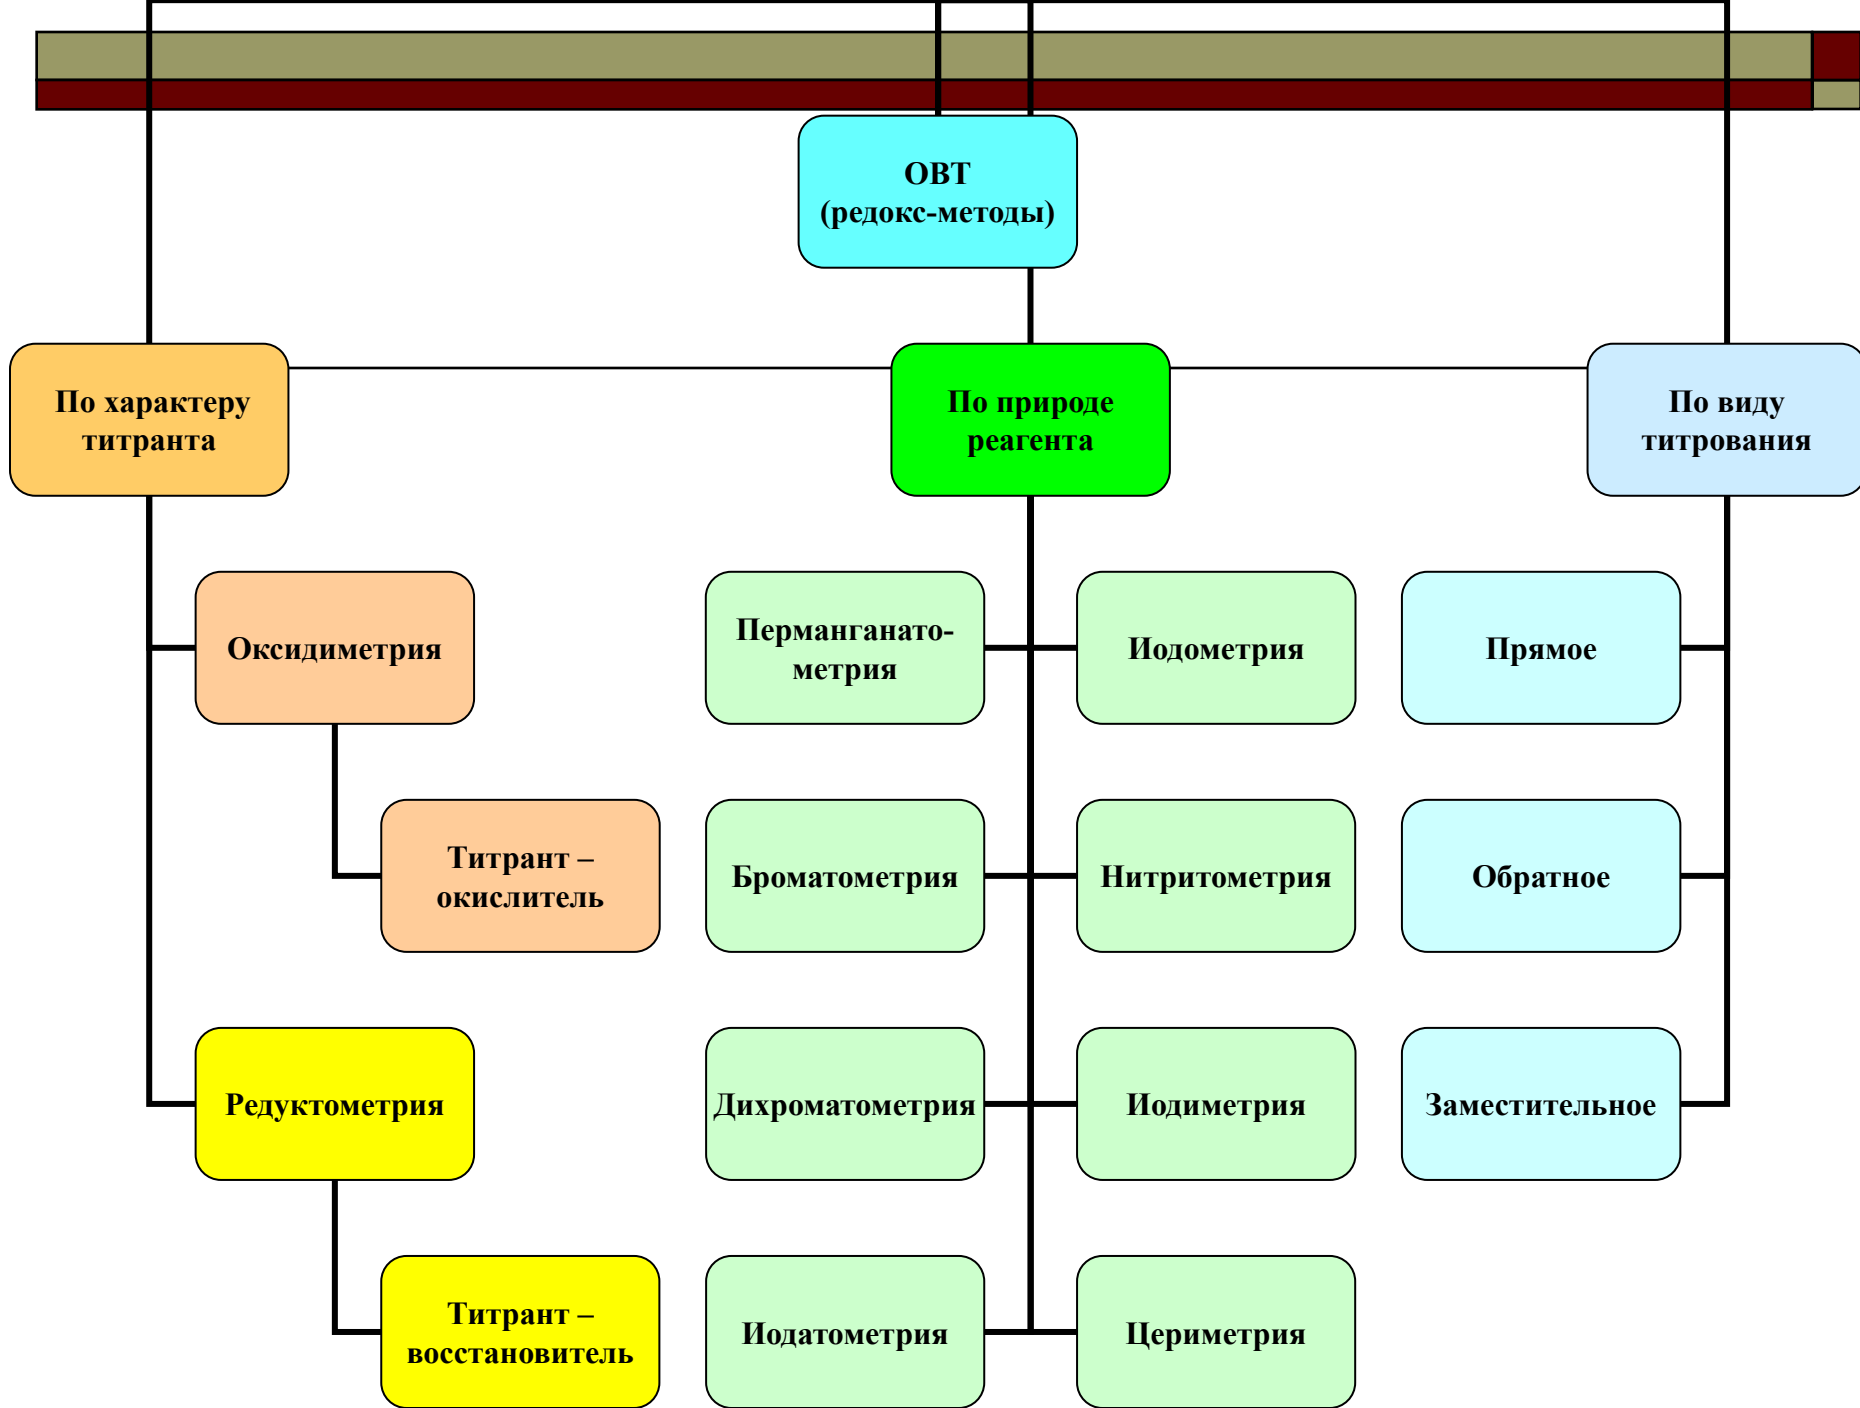 ОВТ
(редокс-методы)
По характеру
титранта
По природе
реагента
По виду
титрования
Оксидиметрия
Перманганато-
метрия
Иодометрия
Прямое
Титрант –
окислитель
Броматометрия
Нитритометрия
Обратное
Редуктометрия
Дихроматометрия
Иодиметрия
Заместительное
Титрант –
восстановитель
Иодатометрия
Цериметрия